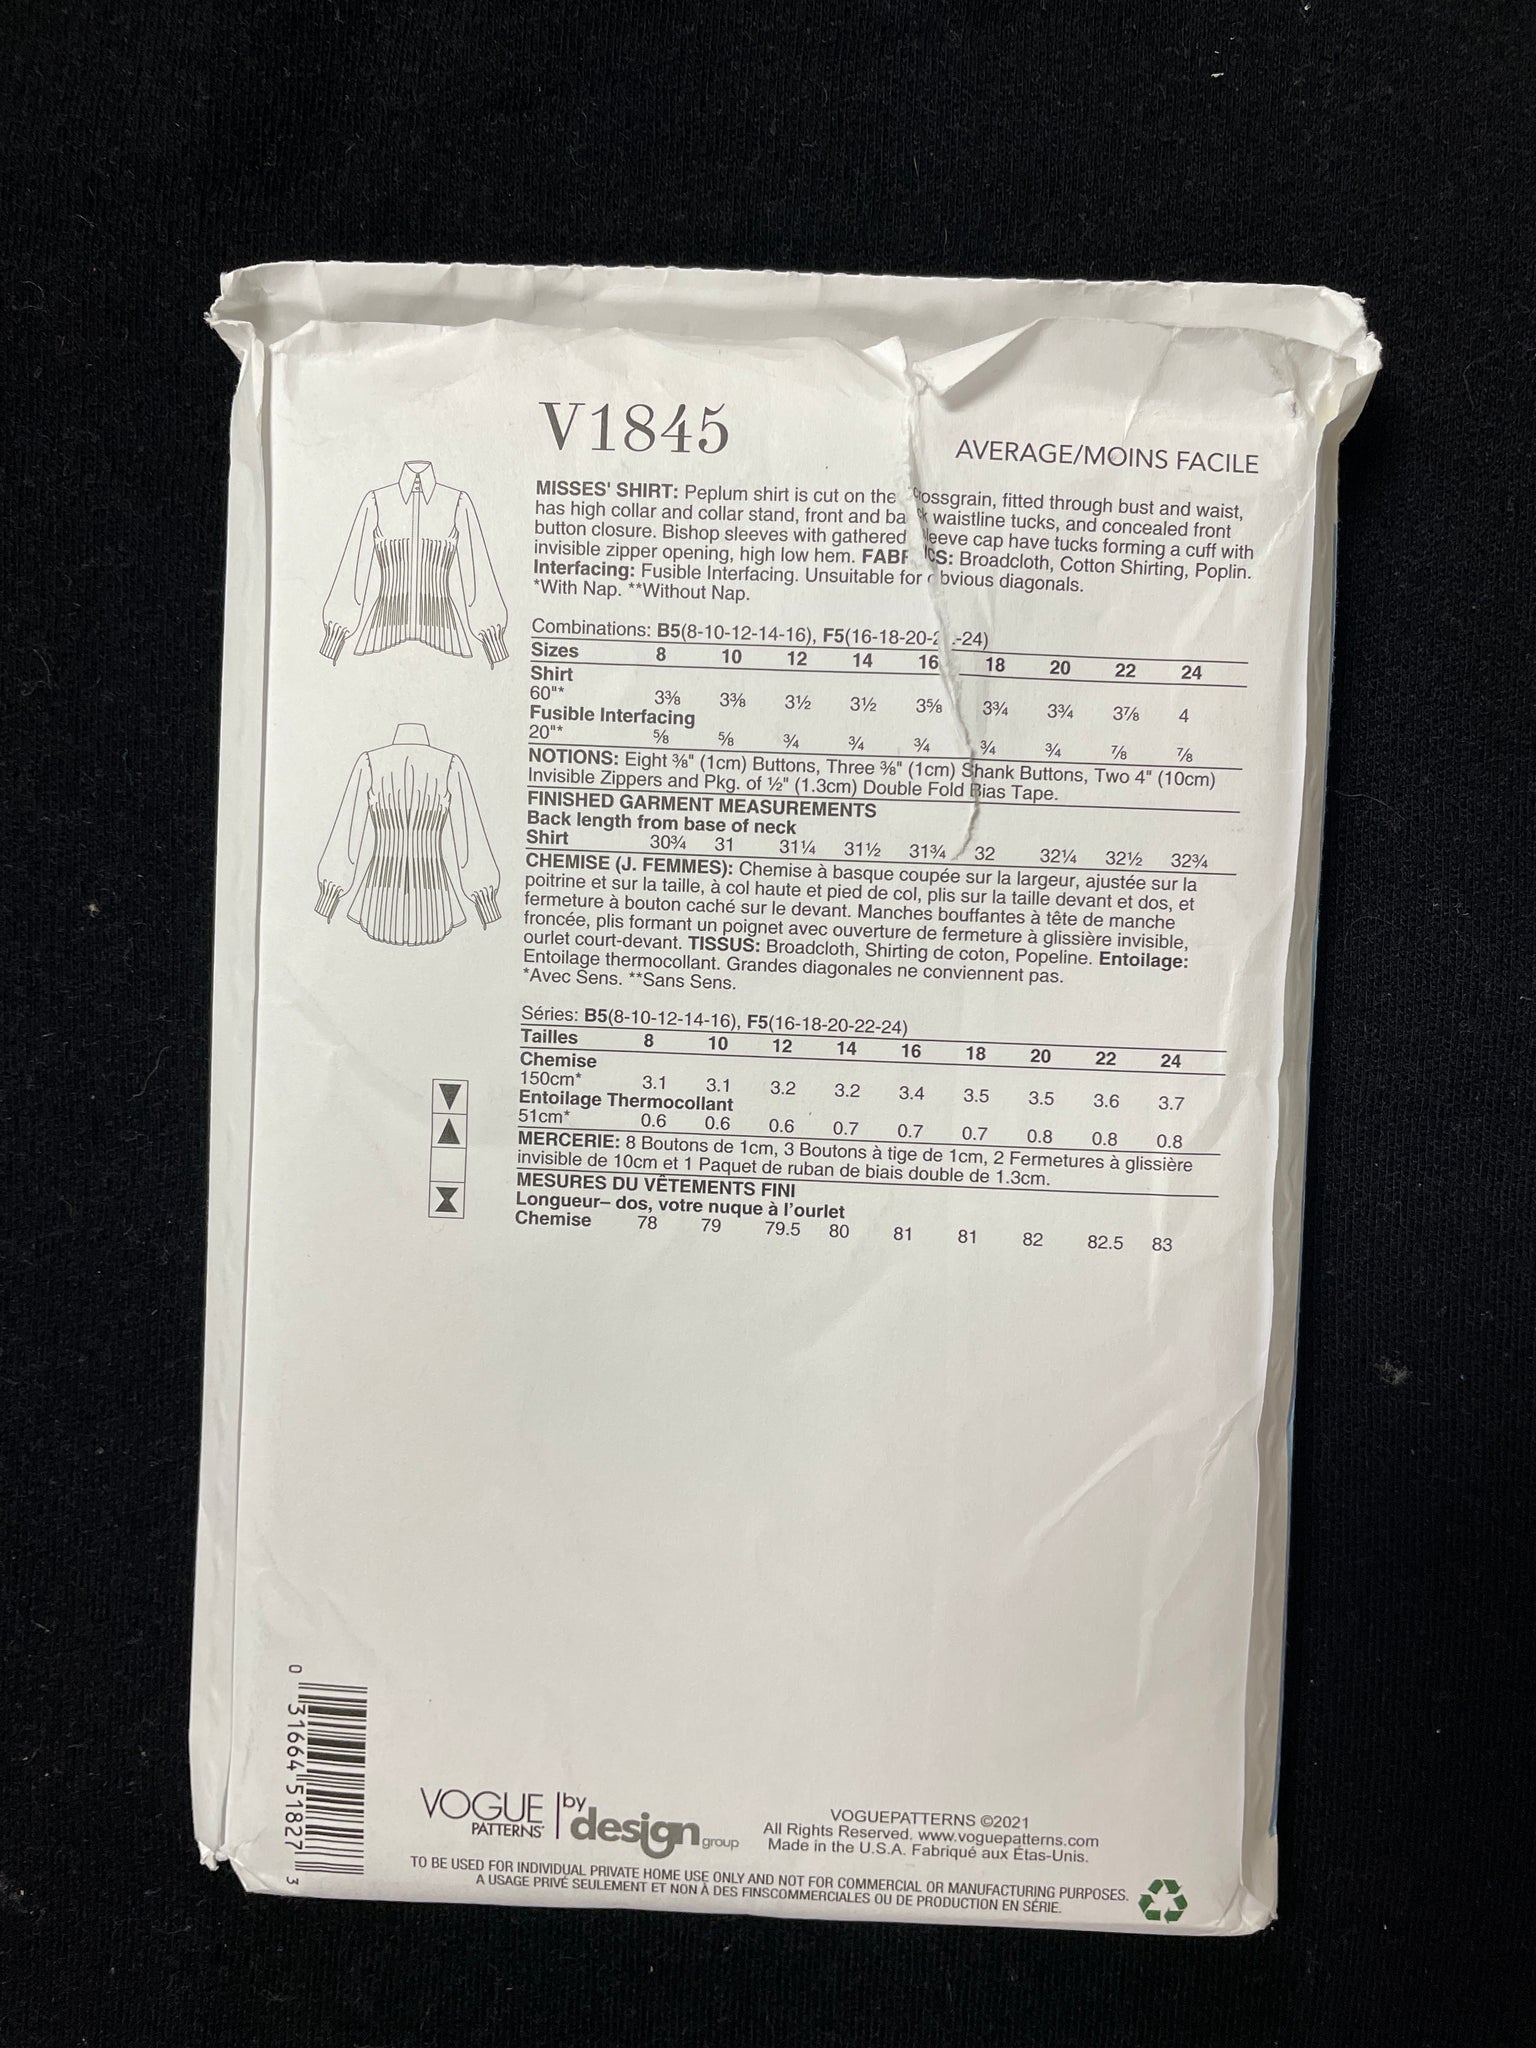 V1845
AVERAGE/MOINS FACILE
MISSES' SHIRT: Peplum shirt is cut on the crossgrain, fitted through bust and waist,
has high collar and collar stand, front and back waistline tucks, and concealed front
button closure. Bishop sleeves with gathered sleeve cap have tucks forming a cuff with
invisible zipper opening, high low hem. FABRICS: Broadcloth, Cotton Shirting, Poplin.
Interfacing: Fusible Interfacing. Unsuitable for obvious diagonals.
*With Nap. **Without Nap.
Combinations: B5(8-10-12-14-16), F5(16-18-20-22-24)
Sizes 8 10 12 14 16 18 20 22 24
Shirt
60"* 3⅜ 3⅜ 3½ 3½ 3⅝ 3¾ 3¾ 3⅞ 4
Fusible Interfacing
20"* ⅝ ⅝ ¾ ¾ ¾ ¾ ¾ ⅞ ⅞
NOTIONS: Eight ⅜" (1cm) Buttons, Three ⅜" (1cm) Shank Buttons, Two 4" (10cm)
Invisible Zippers and Pkg. of ½" (1.3cm) Double Fold Bias Tape.
FINISHED GARMENT MEASUREMENTS
Back length from base of neck
Shirt 30¾ 31 31¼ 31½ 31¾ 32 32¼ 32½ 32¾
CHEMISE (J. FEMMES): Chemise à basque coupée sur la largeur, ajustée sur la
poitrine et sur la taille, à col haute et pied de col, plis sur la taille devant et dos, et
fermeture à bouton caché sur le devant. Manches bouffantes à tête de manche
froncée, plis formant un poignet avec ouverture de fermeture à glissière invisible,
ourlet court-devant. TISSUS: Broadcloth, Shirting de coton, Popeline. Entoilage:
Entoilage thermocollant. Grandes diagonales ne conviennent pas.
*Avec Sens. **Sans Sens.
Séries: B5(8-10-12-14-16), F5(16-18-20-22-24)
Tailles 8 10 12 14 16 18 20 22 24
Chemise
150cm* 3.1 3.1 3.2 3.2 3.4 3.5 3.5 3.6 3.7
Entoilage Thermocollant
51cm* 0.6 0.6 0.6 0.7 0.7 0.7 0.8 0.8 0.8
MERCERIE: 8 Boutons de 1cm, 3 Boutons à tige de 1cm, 2 Fermetures à glissière
invisible de 10cm et 1 Paquet de ruban de biais double de 1.3cm.
MESURES DU VÊTEMENTS FINI
Longueur– dos, votre nuque à l'ourlet
Chemise 78 79 79.5 80 81 81 82 82.5 83
0 31664 51827 3
VOGUE PATTERNS | by design group
VOGUEPATTERNS ©2021
All Rights Reserved. www.voguepatterns.com
Made in the U.S.A. Fabriqué aux États-Unis.
TO BE USED FOR INDIVIDUAL PRIVATE HOME USE ONLY AND NOT FOR COMMERCIAL OR MANUFACTURING PURPOSES.
A USAGE PRIVÉ SEULEMENT ET NON À DES FINSCOMMERCIALES OU DE PRODUCTION EN SÉRIE.